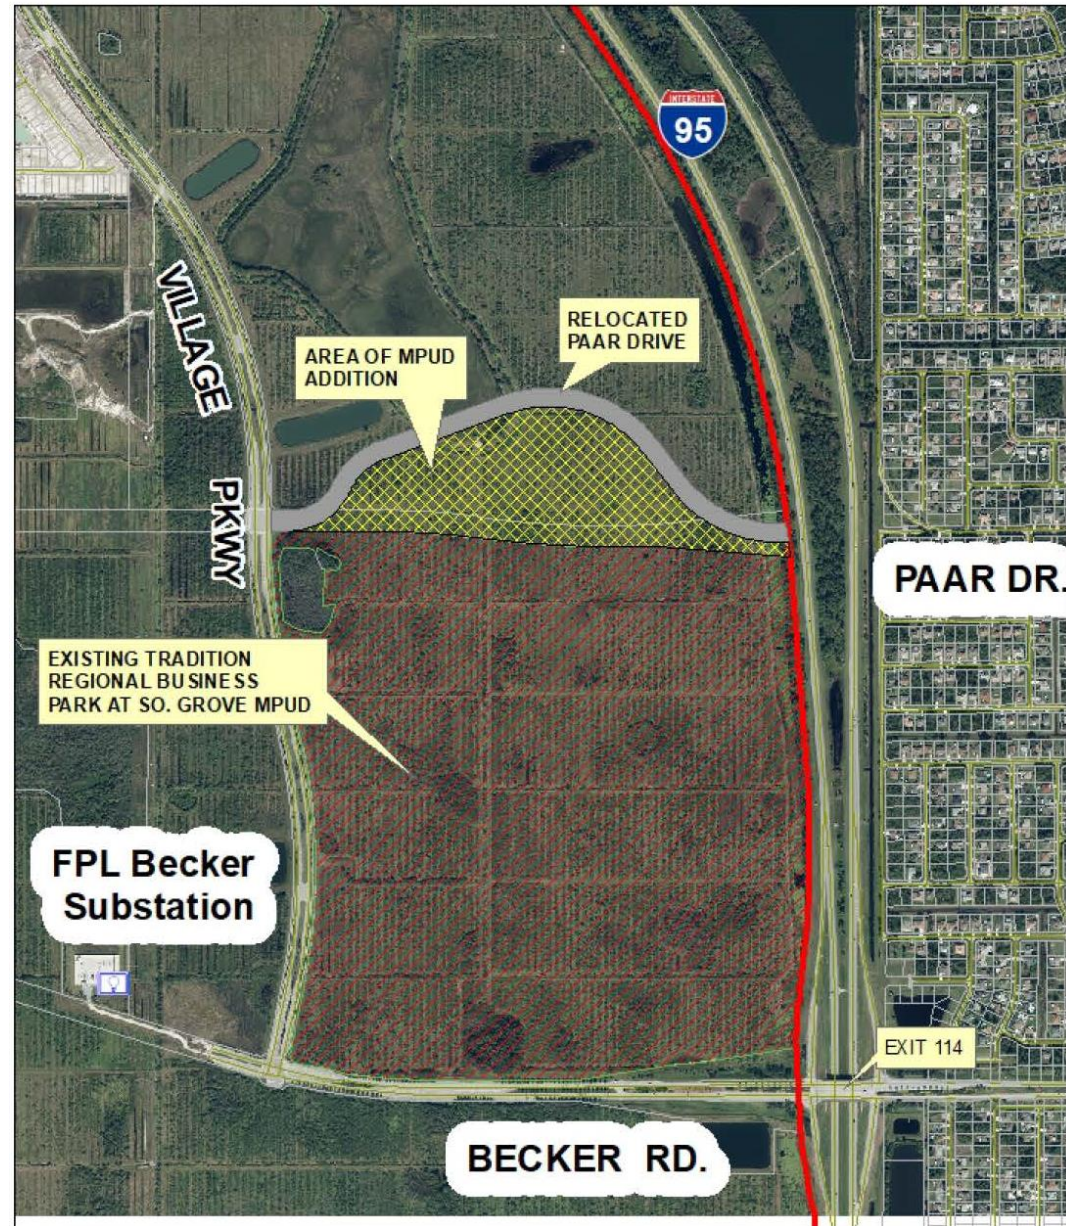 INTERSTATE
95
VILLAGE
PKWY
RELOCATED
PAAR DRIVE
AREA OF MPUD
ADDITION
PAAR DR.
EXISTING TRADITION
REGIONAL BUSINESS
PARK AT SO. GROVE MPUD
FPL Becker
Substation
EXIT 114
BECKER RD.